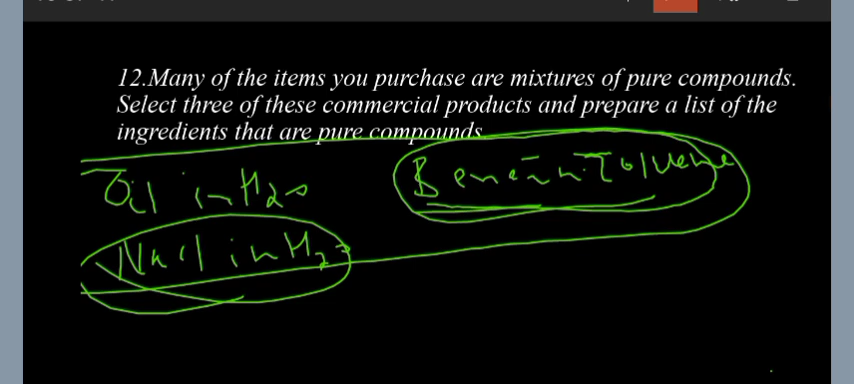 12.Many of the items you purchase are mixtures of pure compounds.
Select three of these commercial products and prepare a list of the
ingredients that are pure compounds
Oil in H2O
Benzene in Toluene
NaCl in H2O